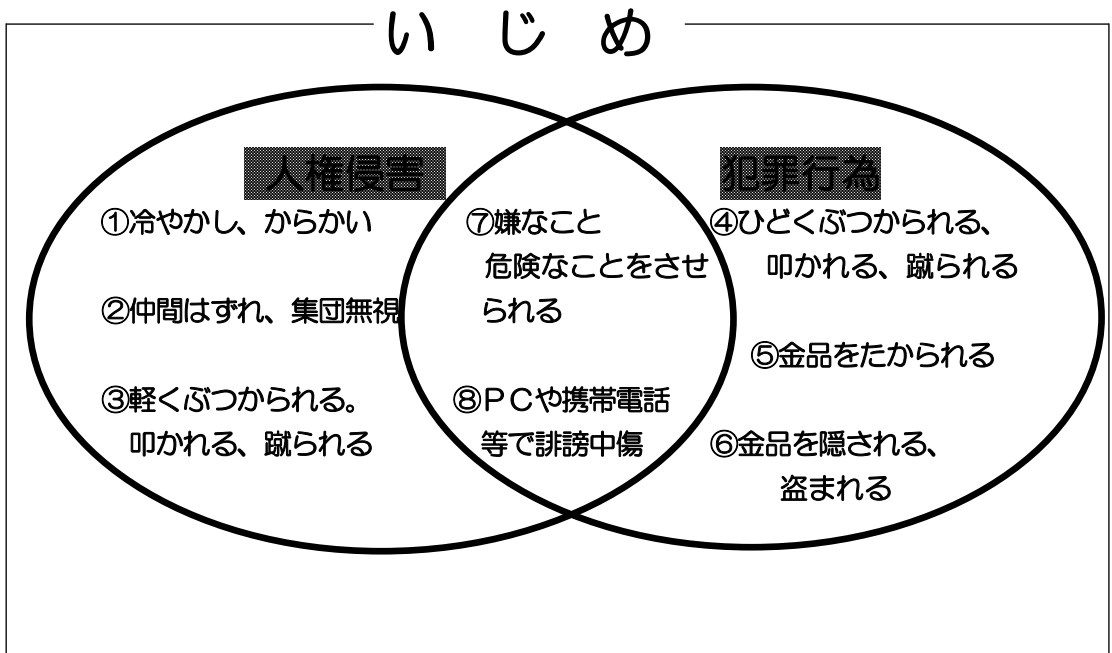 いじめ
人権侵害
①冷やかし、からかい
②仲間はずれ、集団無視
③軽くぶつかられる。
叩かれる、蹴られる
⑦嫌なこと
危険なことをさせ
られる
⑧ＰＣや携帯電話
等で誹謗中傷
犯罪行為
④ひどくぶつかられる、
叩かれる、蹴られる
⑤金品をたかられる
⑥金品を隠される、
盗まれる